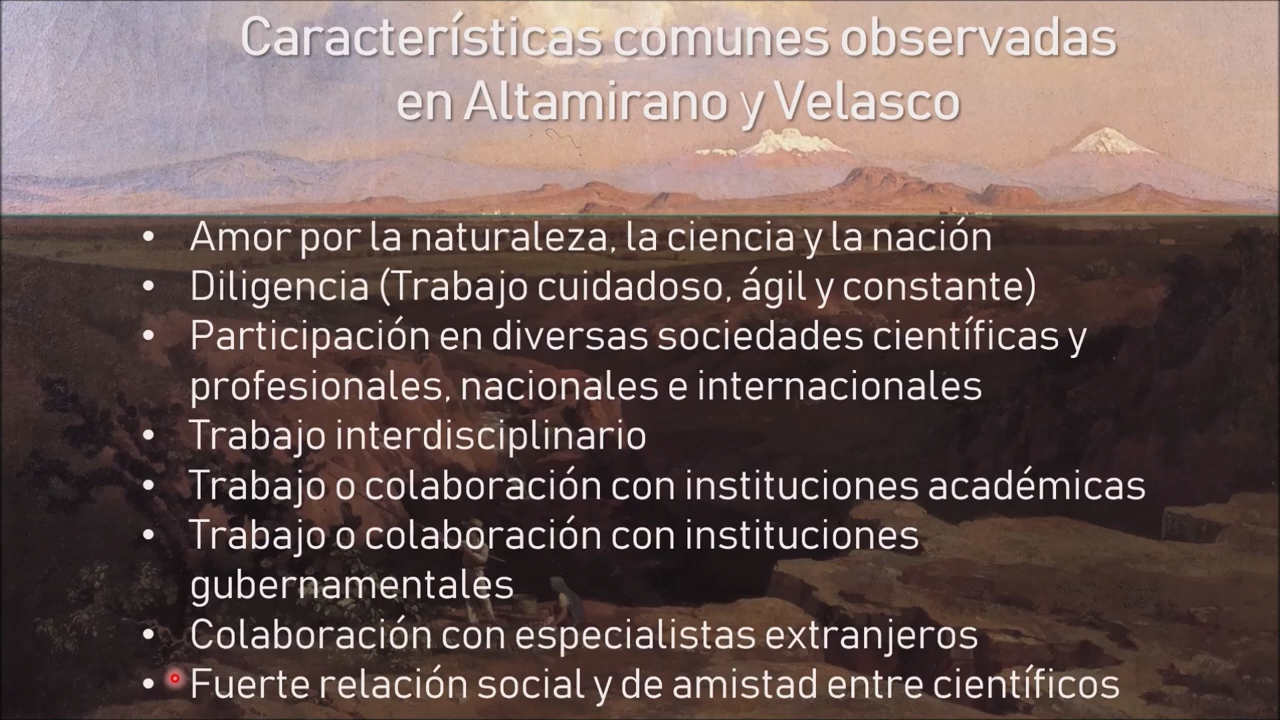 Características comunes observadas
en Altamirano y Velasco
• Amor por la naturaleza, la ciencia y la nación
• Diligencia (Trabajo cuidadoso, ágil y constante)
• Participación en diversas sociedades científicas y
profesionales, nacionales e internacionales
• Trabajo interdisciplinario
• Trabajo o colaboración con instituciones académicas
• Trabajo o colaboración con instituciones
gubernamentales
• Colaboración con especialistas extranjeros
• Fuerte relación social y de amistad entre científicos